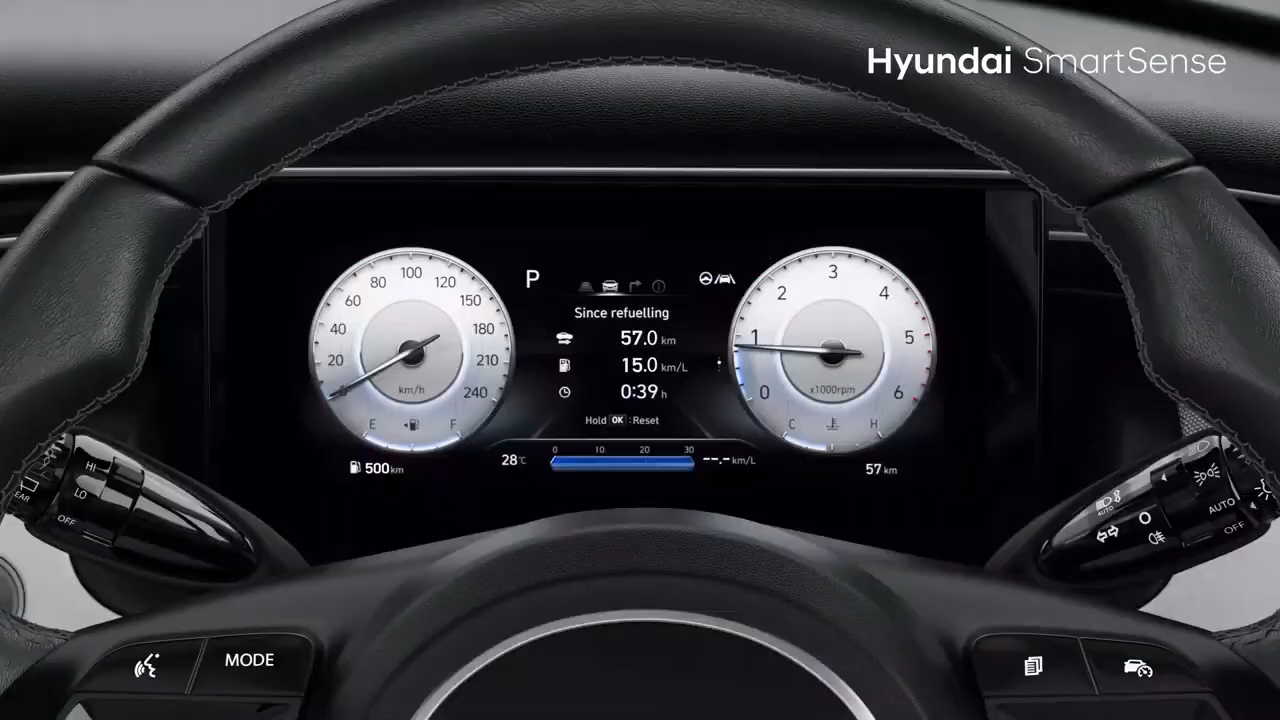 Hyundai SmartSense
P
Since refuelling
57.0 km
15.0 km/L
0:39 h
Hold OK : Reset
0 20 40 60 80 100 120 150 180 210 240
km/h
E F
0 1 2 3 4 5 6
x1000rpm
C H
500km
28°C
0 10 20 30
--.- km/L
57 km
HI
LO
OFF
EAR
AUTO
O
AUTO
OFF
MODE